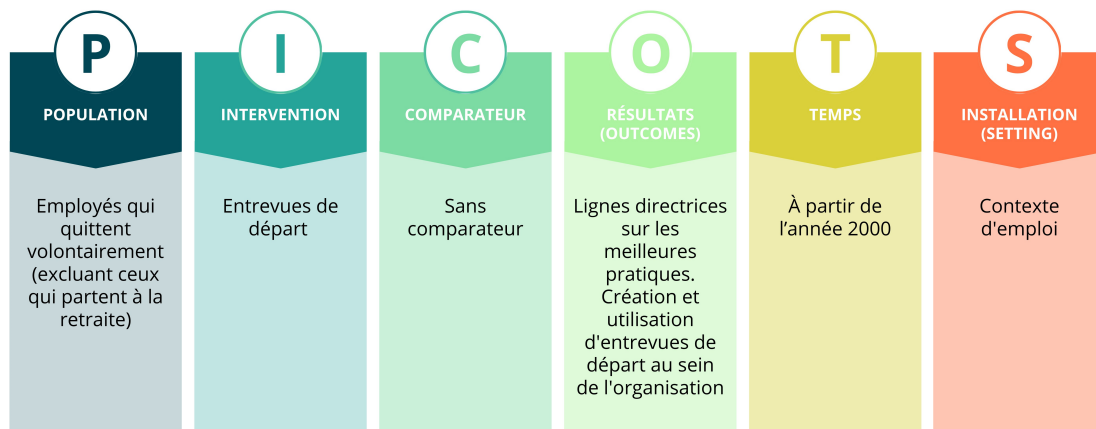 P
POPULATION
Employés qui
quittent
volontairement
(excluant ceux
qui partent à la
retraite)
I
INTERVENTION
Entrevues de
départ
C
COMPARATEUR
Sans
comparateur
O
RÉSULTATS
(OUTCOMES)
Lignes directrices
sur les
meilleures
pratiques.
Création et
utilisation
d'entrevues de
départ au sein
de l'organisation
T
TEMPS
À partir de
l’année 2000
S
INSTALLATION
(SETTING)
Contexte
d'emploi